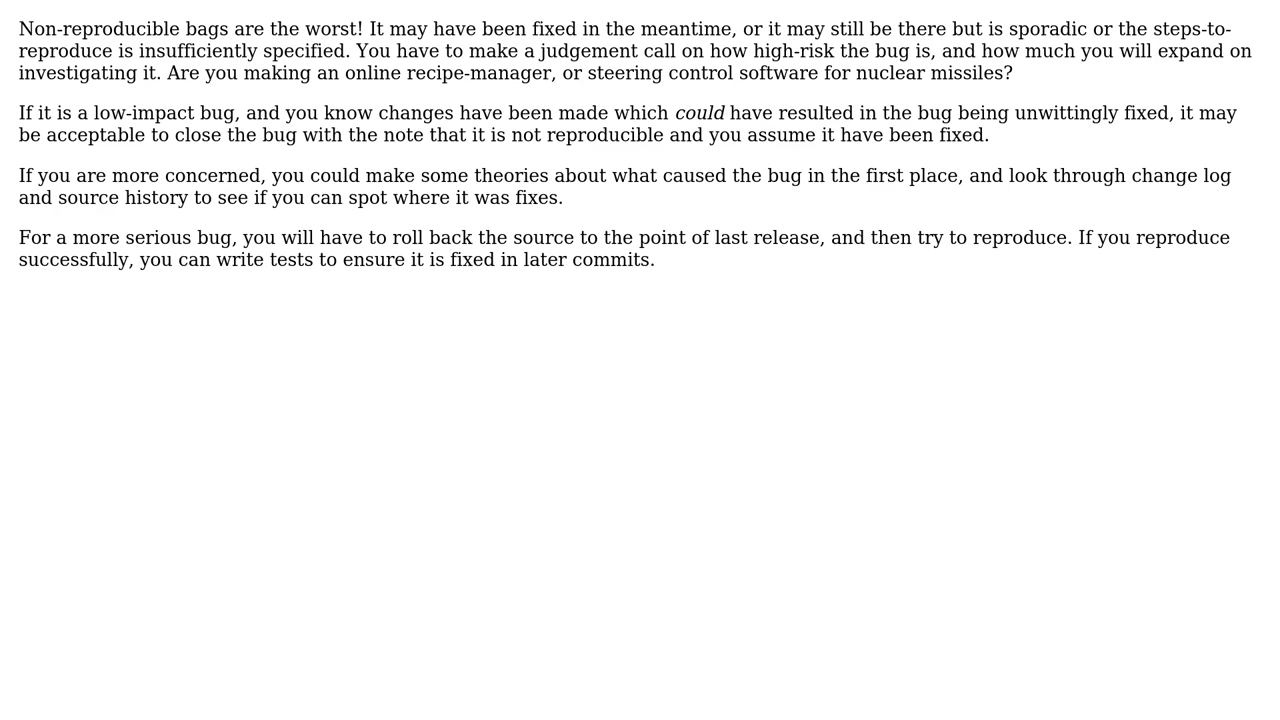 Non-reproducible bags are the worst! It may have been fixed in the meantime, or it may still be there but is sporadic or the steps-to-
reproduce is insufficiently specified. You have to make a judgement call on how high-risk the bug is, and how much you will expand on
investigating it. Are you making an online recipe-manager, or steering control software for nuclear missiles?
If it is a low-impact bug, and you know changes have been made which could have resulted in the bug being unwittingly fixed, it may
be acceptable to close the bug with the note that it is not reproducible and you assume it have been fixed.
If you are more concerned, you could make some theories about what caused the bug in the first place, and look through change log
and source history to see if you can spot where it was fixes.
For a more serious bug, you will have to roll back the source to the point of last release, and then try to reproduce. If you reproduce
successfully, you can write tests to ensure it is fixed in later commits.